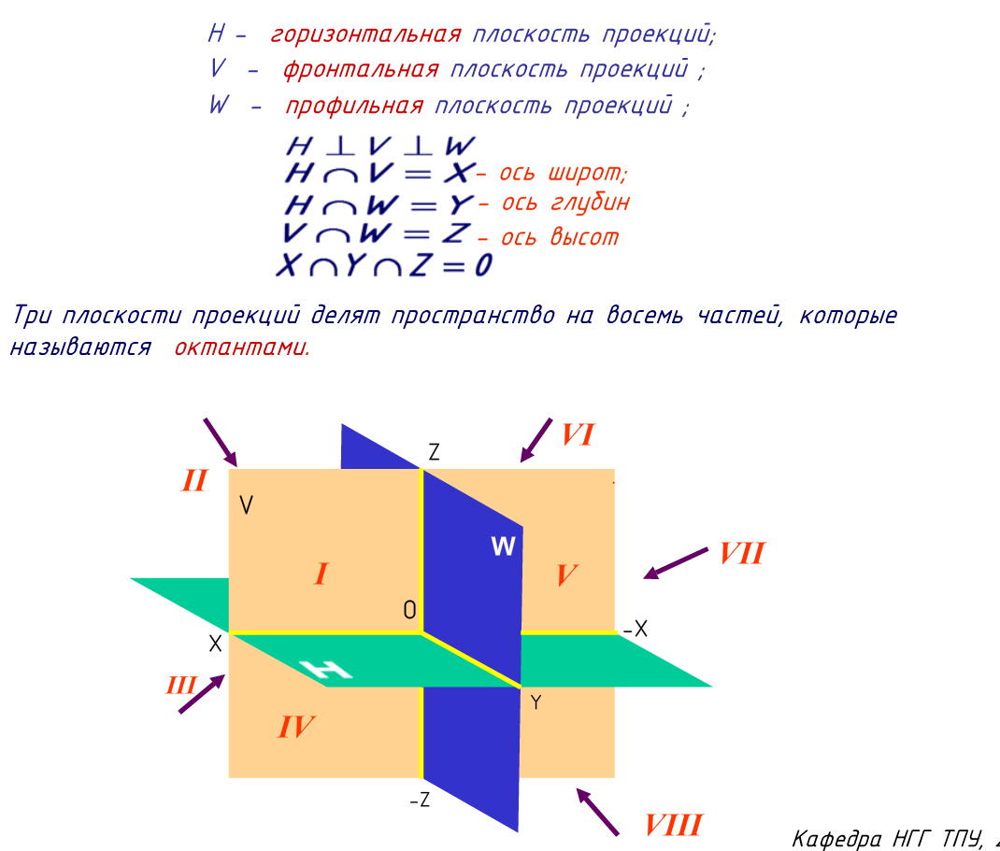 H – горизонтальная плоскость проекций;
V – фронтальная плоскость проекций ;
W – профильная плоскость проекций ;
H ⊥ V ⊥ W
H ∩ V = X – ось широт;
H ∩ W = Y – ось глубин
V ∩ W = Z – ось высот
X ∩ Y ∩ Z = 0
Три плоскости проекций делят пространство на восемь частей, которые
называются октантами.
VI
Z
II
V
W
VII
I
V
O
X
-X
H
III
Y
IV
-Z
VIII
Кафедра НГГ ТПУ,